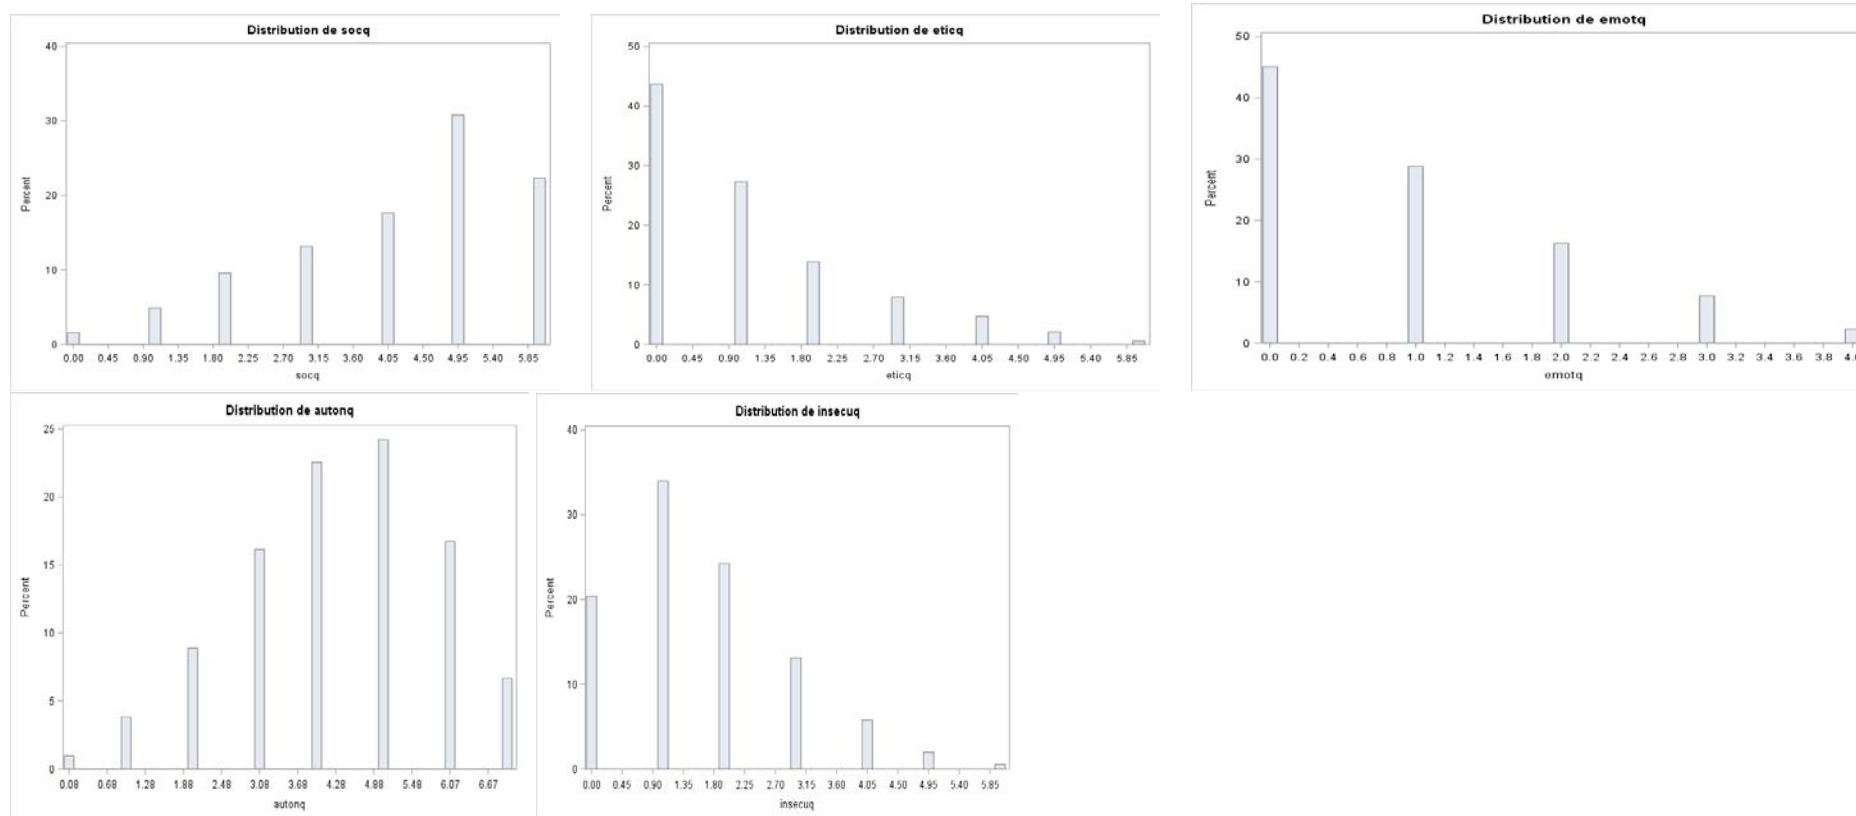 Distribution de socq
40
30
20
10
0
Percent
0.00 0.45 0.90 1.35 1.80 2.25 2.70 3.15 3.60 4.05 4.50 4.95 5.40 5.85
socq
Distribution de eticq
50
40
30
20
10
0
Percent
0.00 0.45 0.90 1.35 1.80 2.25 2.70 3.15 3.60 4.05 4.50 4.95 5.40 5.85
eticq
Distribution de emotq
50
40
30
20
10
0
Percent
0.0 0.2 0.4 0.6 0.8 1.0 1.2 1.4 1.6 1.8 2.0 2.2 2.4 2.6 2.8 3.0 3.2 3.4 3.6 3.8
emotq
Distribution de autonq
25
20
15
10
5
0
Percent
0.08 0.68 1.28 1.88 2.48 3.08 3.68 4.28 4.88 5.48 6.07 6.67
autonq
Distribution de insecuq
40
30
20
10
0
Percent
0.00 0.45 0.90 1.35 1.80 2.25 2.70 3.15 3.60 4.05 4.50 4.95 5.40 5.85
insecuq